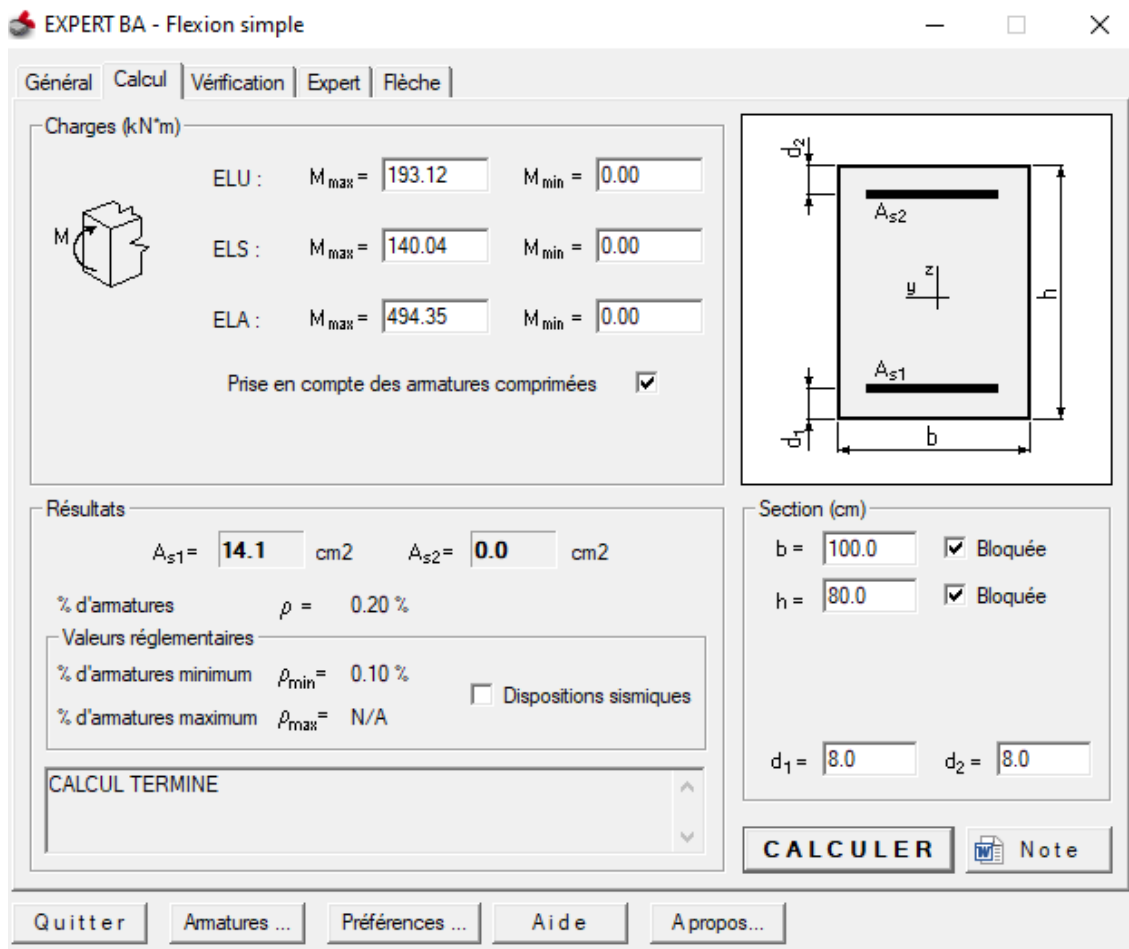 EXPERT BA - Flexion simple
Général Calcul Vérification Expert Flèche
Charges (kN*m)
M
ELU : M max = 193.12 M min = 0.00
ELS : M max = 140.04 M min = 0.00
ELA : M max = 494.35 M min = 0.00
Prise en compte des armatures comprimées
d2
As2
z
y
h
As1
d1
b
Résultats
As1= 14.1 cm2 As2= 0.0 cm2
% d'armatures ρ = 0.20 %
Valeurs réglementaires
% d'armatures minimum ρmin= 0.10 %
% d'armatures maximum ρmax= N/A
Dispositions sismiques
CALCUL TERMINE
Section (cm)
b = 100.0 Bloquée
h = 80.0 Bloquée
d1 = 8.0 d2 = 8.0
CALCULER Note
Quitter Armatures ... Préférences ... Aide A propos...